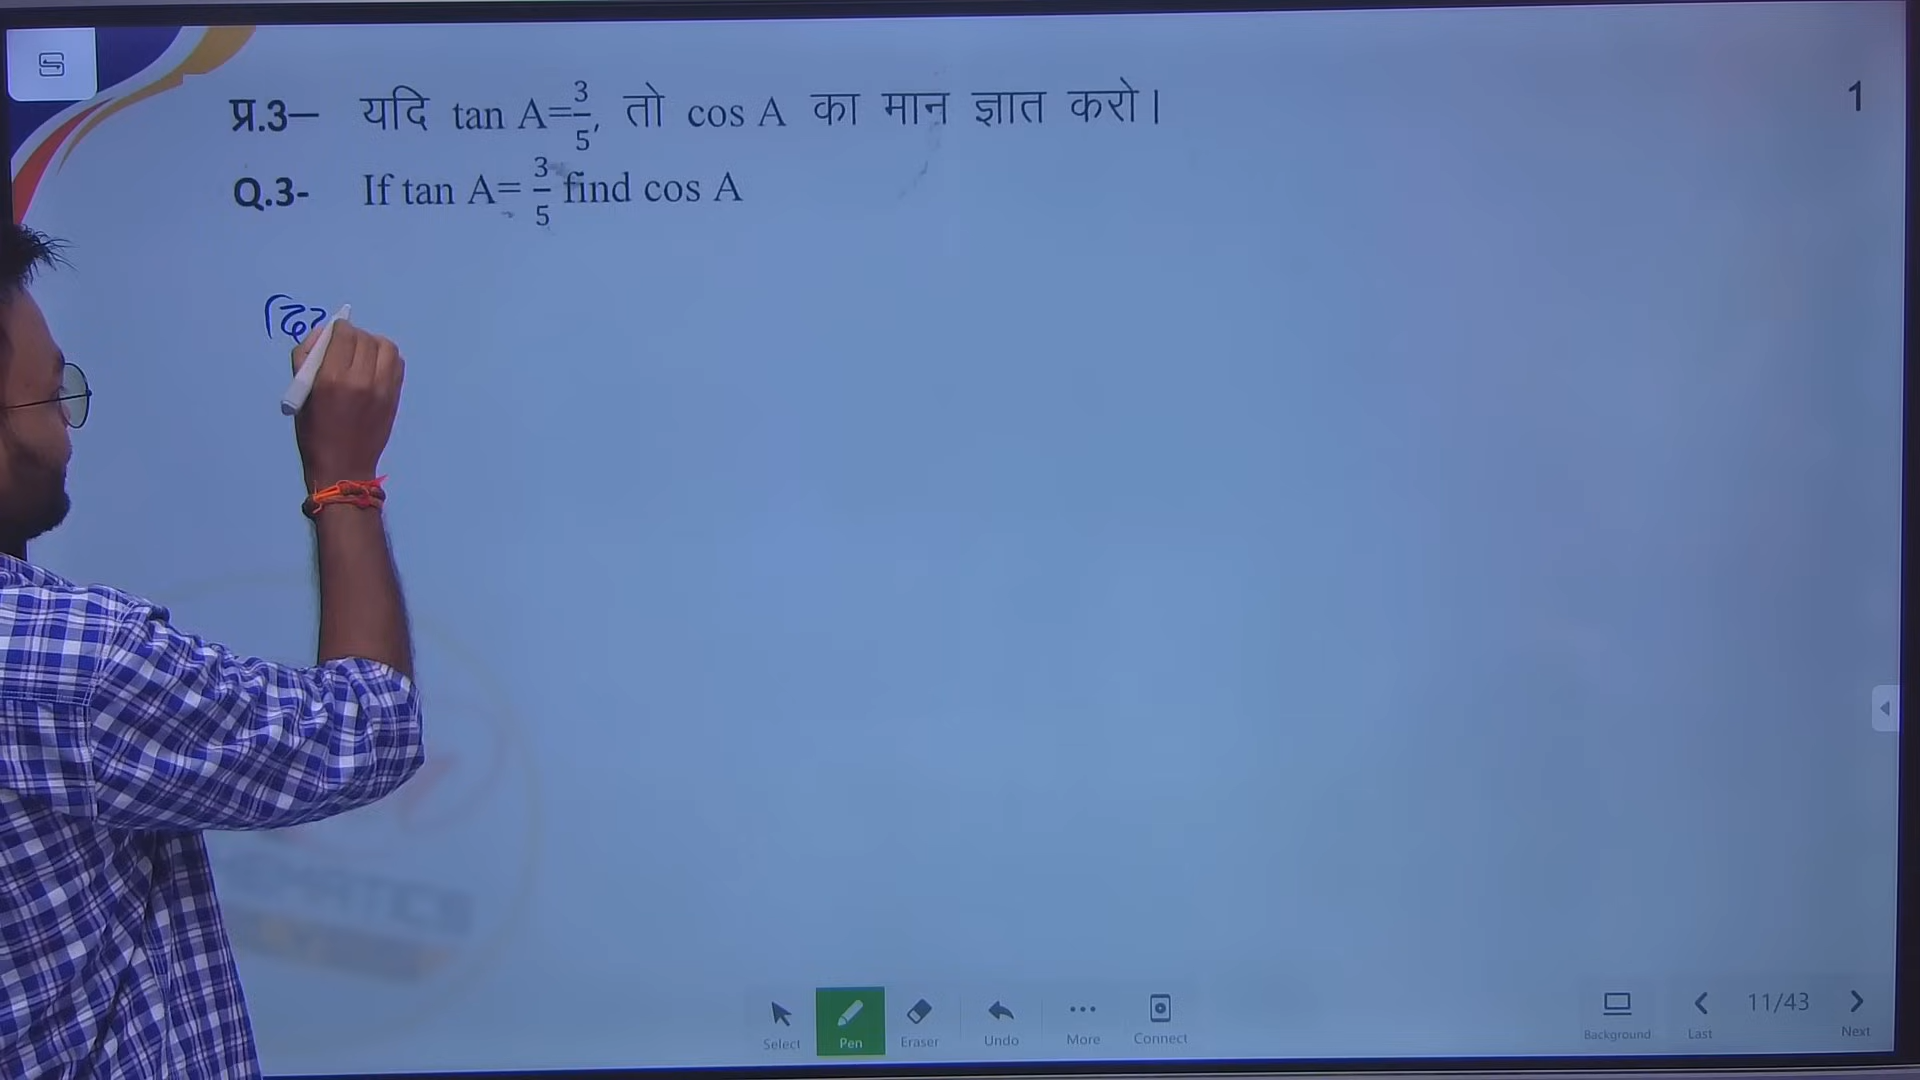 प्र.3– यदि tan A=3/5, तो cos A का मान ज्ञात करो। 1
Q.3- If tan A= 3/5 find cos A
Select Pen Eraser Undo More Connect Background Last 11/43 Next